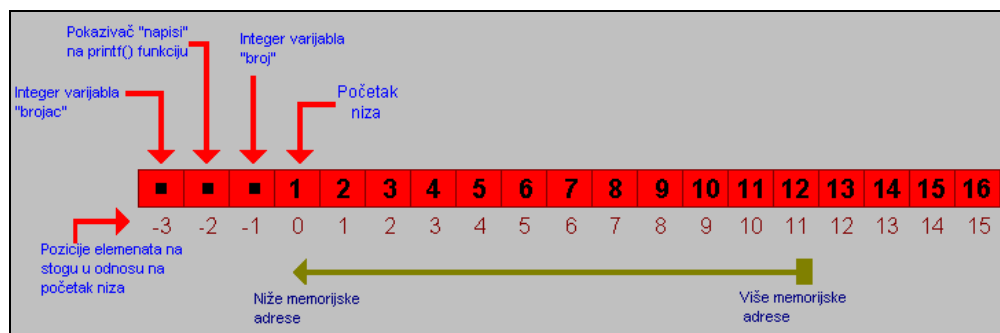 Pokazivač "napisi"
na printf() funkciju
Integer varijabla
"broj"
Integer varijabla
"brojac"
Početak
niza
1 2 3 4 5 6 7 8 9 10 11 12 13 14 15 16
-3 -2 -1 0 1 2 3 4 5 6 7 8 9 10 11 12 13 14 15
Pozicije elemenata na
stogu u odnosu na
početak niza
Niže memorijske
adrese
Više memorijske
adrese